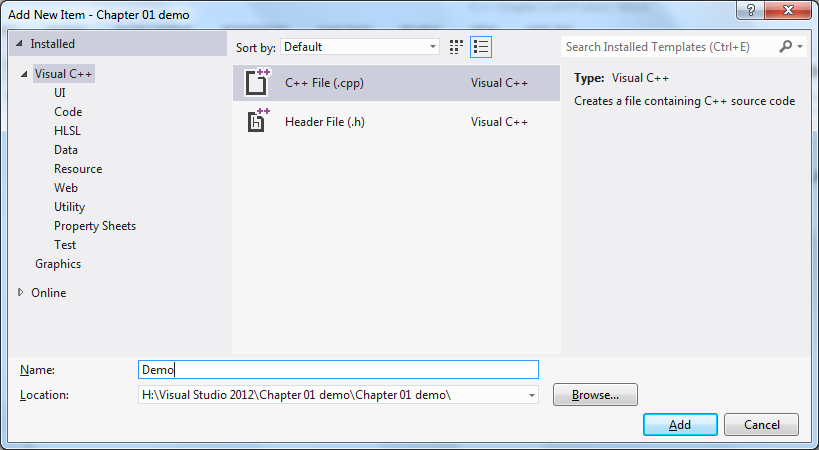 Add New Item - Chapter 01 demo
Installed
Sort by: Default
Search Installed Templates (Ctrl+E)
Visual C++
UI
Code
HLSL
Data
Resource
Web
Utility
Property Sheets
Test
Graphics
Online
C++ File (.cpp) Visual C++
Header File (.h) Visual C++
Type: Visual C++
Creates a file containing C++ source code
Name: Demo
Location: H:\Visual Studio 2012\Chapter 01 demo\Chapter 01 demo\
Browse...
Add Cancel